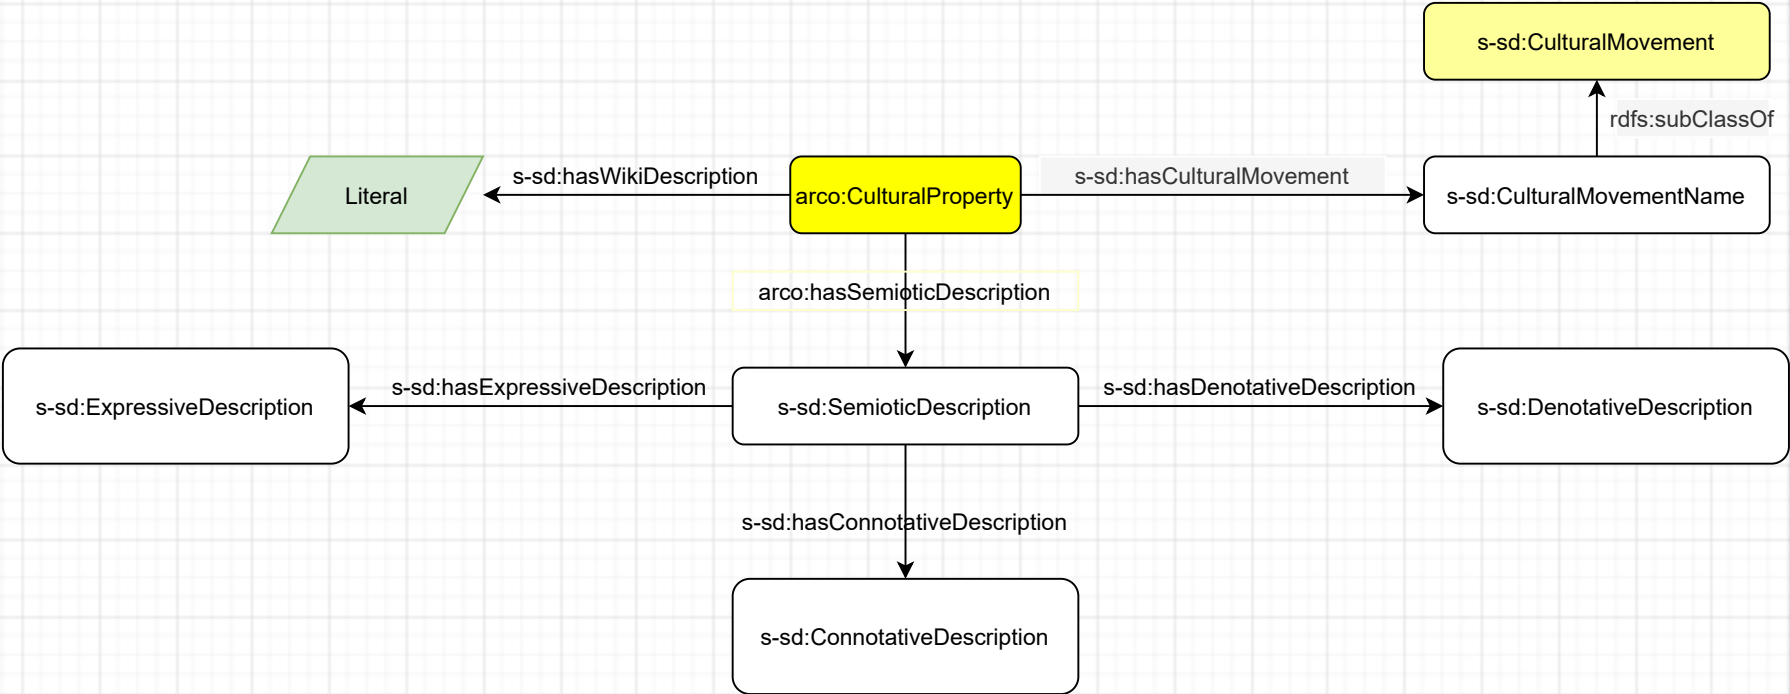 s-sd:CulturalMovement
rdfs:subClassOf
Literal
s-sd:hasWikiDescription
arco:CulturalProperty
s-sd:hasCulturalMovement
s-sd:CulturalMovementName
arco:hasSemioticDescription
s-sd:ExpressiveDescription
s-sd:hasExpressiveDescription
s-sd:SemioticDescription
s-sd:hasDenotativeDescription
s-sd:DenotativeDescription
s-sd:hasConnotativeDescription
s-sd:ConnotativeDescription